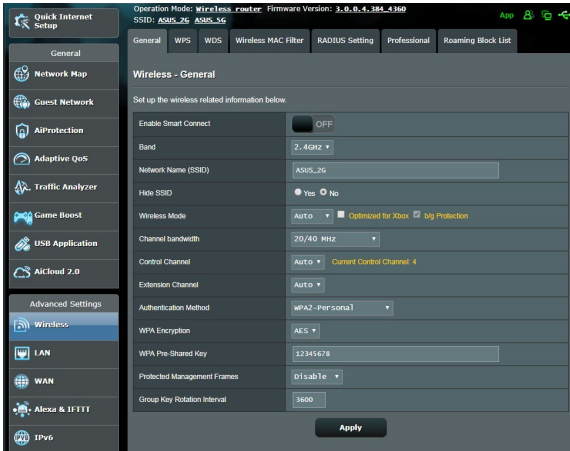 Quick Internet
Setup
Operation Mode: Wireless router Firmware Version: 3.0.0.4.384_4360
SSID: ASUS_2G ASUS_5G
App
General
WPS
WDS
Wireless MAC Filter
RADIUS Setting
Professional
Roaming Block List
General
Network Map
Guest Network
AiProtection
Adaptive QoS
Traffic Analyzer
Game Boost
USB Application
AiCloud 2.0
Advanced Settings
Wireless
LAN
WAN
Alexa & IFTTT
IPv6
Wireless - General
Set up the wireless related information below.
Enable Smart Connect OFF
Band 2.4GHz
Network Name (SSID) ASUS_2G
Hide SSID Yes No
Wireless Mode Auto Optimized for Xbox b/g Protection
Channel bandwidth 20/40 MHz
Control Channel Auto Current Control Channel: 4
Extension Channel Auto
Authentication Method WPA2-Personal
WPA Encryption AES
WPA Pre-Shared Key 12345678
Protected Management Frames Disable
Group Key Rotation Interval 3600
Apply